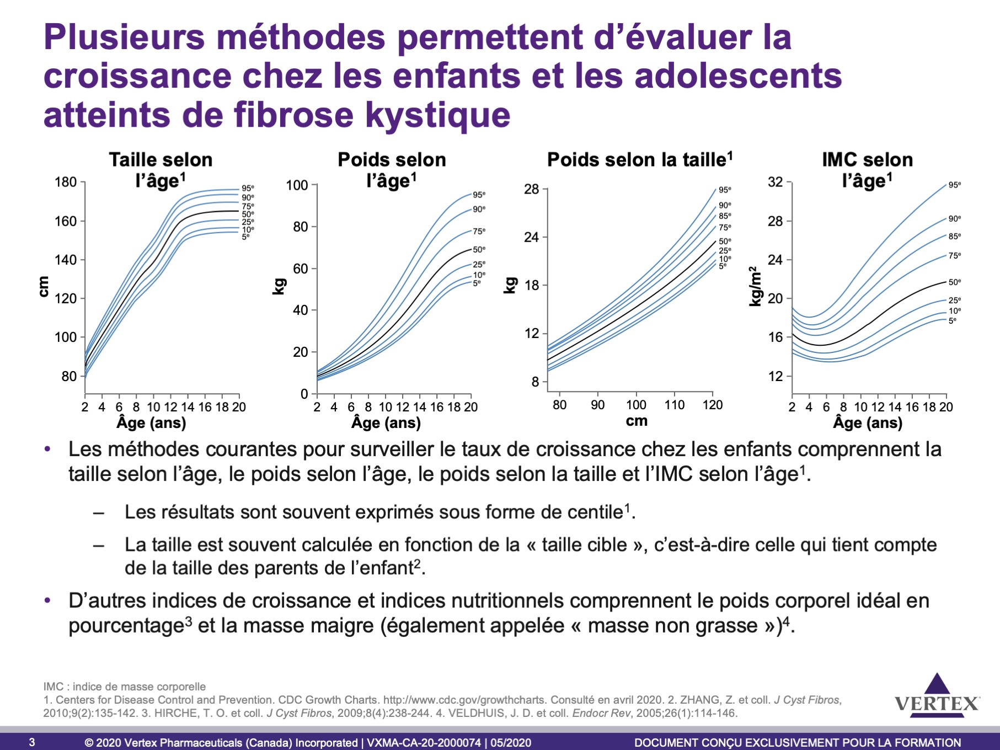 Plusieurs méthodes permettent d’évaluer la
croissance chez les enfants et les adolescents
atteints de fibrose kystique
Taille selon
l’âge¹
180
160
140
120
100
80
cm
95ᵉ
90ᵉ
75ᵉ
50ᵉ
25ᵉ
10ᵉ
5ᵉ
2 4 6 8 10 12 14 16 18 20
Âge (ans)
Poids selon
l’âge¹
100
80
60
40
20
0
kg
95ᵉ
90ᵉ
75ᵉ
50ᵉ
25ᵉ
10ᵉ
5ᵉ
2 4 6 8 10 12 14 16 18 20
Âge (ans)
Poids selon la taille¹
28
24
18
12
8
kg
95ᵉ
90ᵉ
85ᵉ
75ᵉ
50ᵉ
25ᵉ
10ᵉ
5ᵉ
80 90 100 110 120
cm
IMC selon
l’âge¹
32
28
24
20
16
12
kg/m²
95ᵉ
90ᵉ
85ᵉ
75ᵉ
50ᵉ
25ᵉ
10ᵉ
5ᵉ
2 4 6 8 10 12 14 16 18 20
Âge (ans)
• Les méthodes courantes pour surveiller le taux de croissance chez les enfants comprennent la
taille selon l’âge, le poids selon l’âge, le poids selon la taille et l’IMC selon l’âge¹.
– Les résultats sont souvent exprimés sous forme de centile¹.
– La taille est souvent calculée en fonction de la « taille cible », c’est-à-dire celle qui tient compte
de la taille des parents de l’enfant².
• D’autres indices de croissance et indices nutritionnels comprennent le poids corporel idéal en
pourcentage³ et la masse maigre (également appelée « masse non grasse »)⁴.
IMC : indice de masse corporelle
1. Centers for Disease Control and Prevention. CDC Growth Charts. http://www.cdc.gov/growthcharts. Consulté en avril 2020. 2. ZHANG, Z. et coll. J Cyst Fibros,
2010;9(2):135-142. 3. HIRCHE, T. O. et coll. J Cyst Fibros, 2009;8(4):238-244. 4. VELDHUIS, J. D. et coll. Endocr Rev, 2005;26(1):114-146.
VERTEX
3 © 2020 Vertex Pharmaceuticals (Canada) Incorporated | VXMA-CA-20-2000074 | 05/2020 DOCUMENT CONÇU EXCLUSIVEMENT POUR LA FORMATION